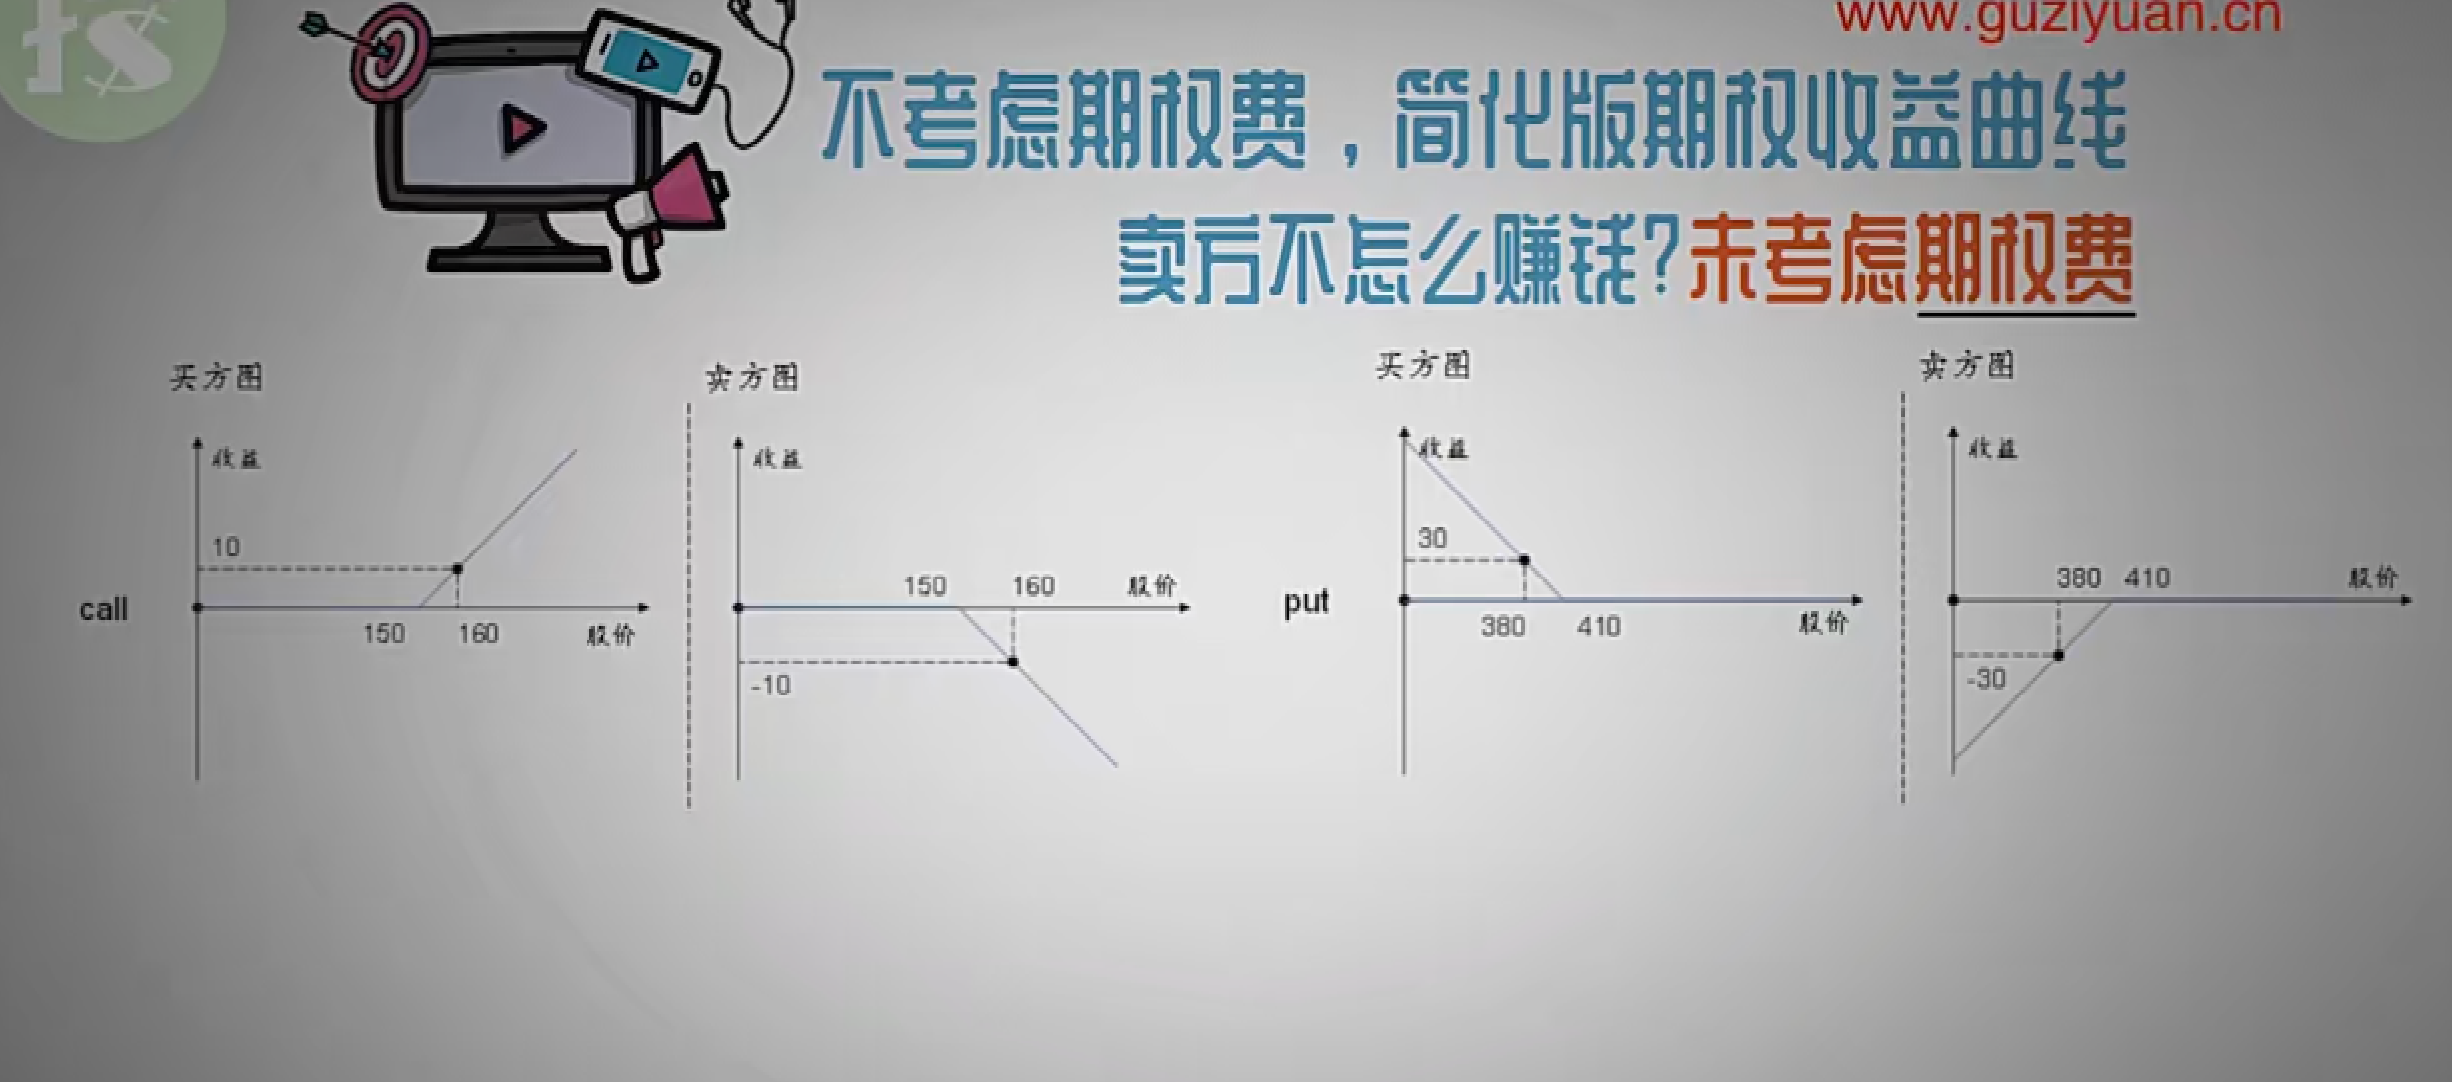 fs
www.guziyuan.cn
不考虑期权费，简化版期权收益曲线
卖方不怎么赚钱?未考虑期权费
买方图
收益
10
call
150
160
股价
卖方图
收益
150
160
股价
-10
买方图
收益
30
put
380
410
股价
卖方图
收益
380
410
股价
-30